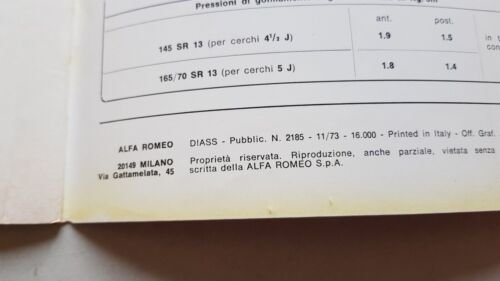 Pressioni di
ant. post.
145 SR 13 (per cerchi 4½ J) 1.9 1.5
165/70 SR 13 (per cerchi 5 J) 1.8 1.4
ALFA ROMEO DIASS - Pubblic. N. 2185 - 11/73 - 16.000 - Printed in Italy - Off. Graf.
20149 MILANO Proprietà riservata. Riproduzione, anche parziale, vietata senza
Via Gattamelata, 45 scritta della ALFA ROMEO S.p.A.